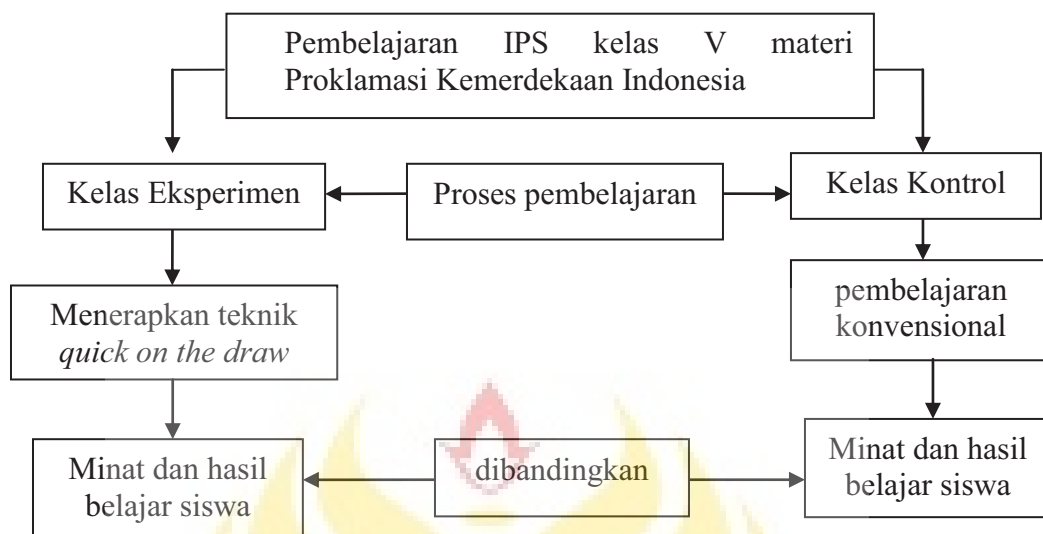 Pembelajaran IPS kelas V materi
Proklamasi Kemerdekaan Indonesia
Kelas Eksperimen
Proses pembelajaran
Kelas Kontrol
Menerapkan teknik
quick on the draw
pembelajaran
konvensional
Minat dan hasil
belajar siswa
dibandingkan
Minat dan hasil
belajar siswa